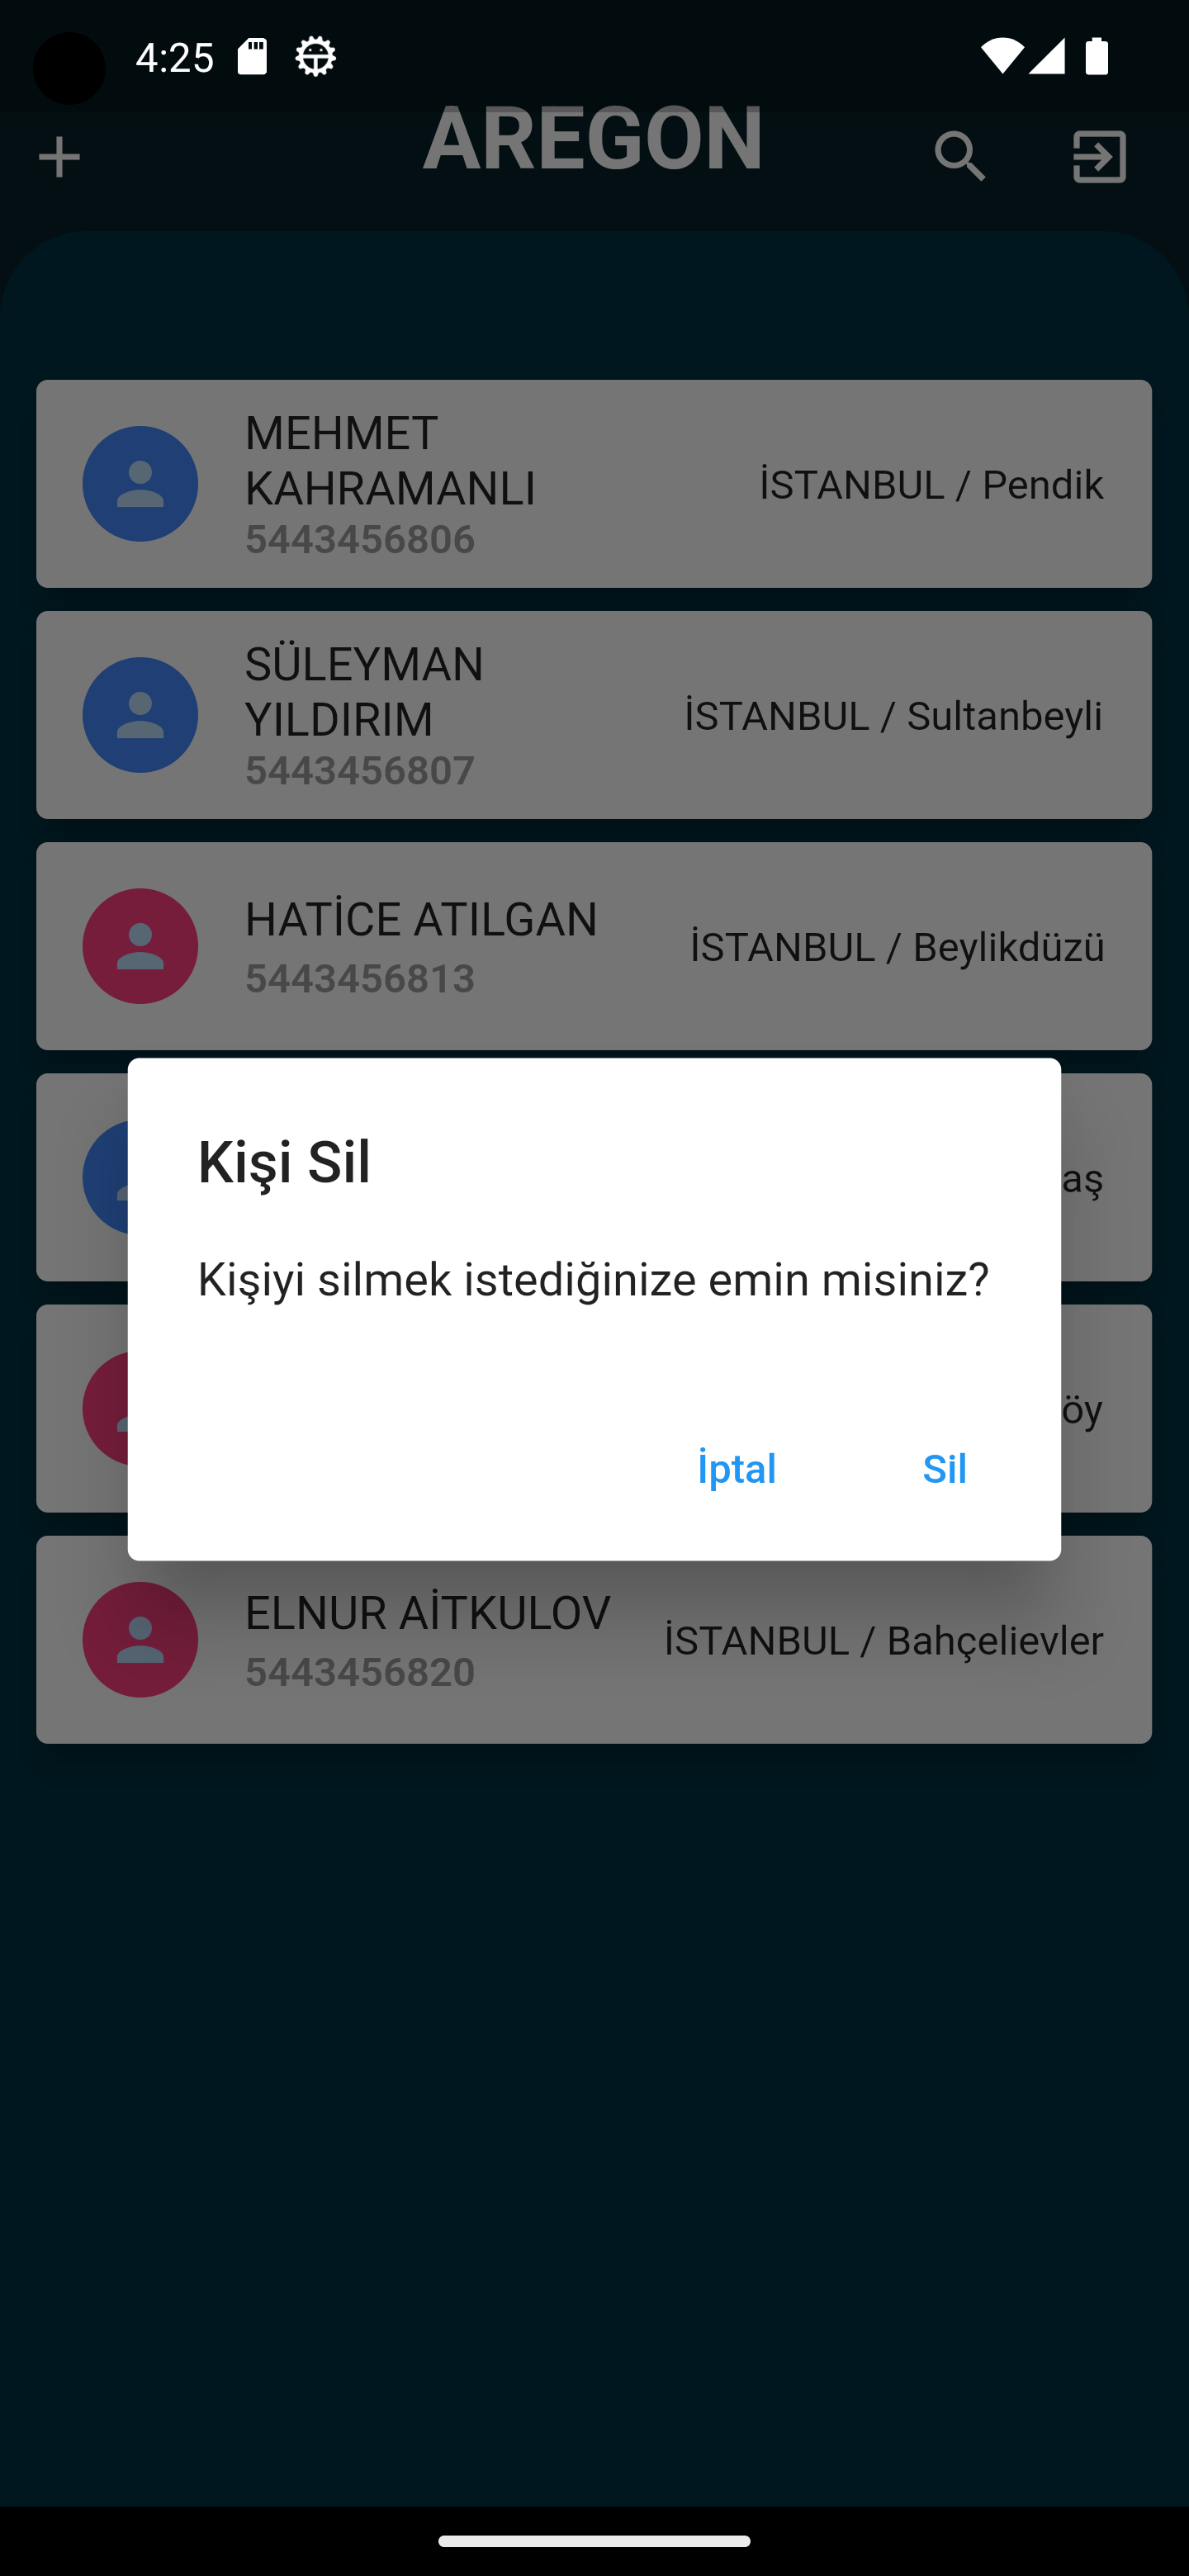 4:25
AREGON
MEHMET
KAHRAMANLI
5443456806
İSTANBUL / Pendik
SÜLEYMAN
YILDIRIM
5443456807
İSTANBUL / Sultanbeyli
HATİCE ATILGAN
5443456813
İSTANBUL / Beylikdüzü
aş
Kişi Sil
Kişiyi silmek istediğinize emin misiniz?
öy
İptal
Sil
ELNUR AİTKULOV
5443456820
İSTANBUL / Bahçelievler